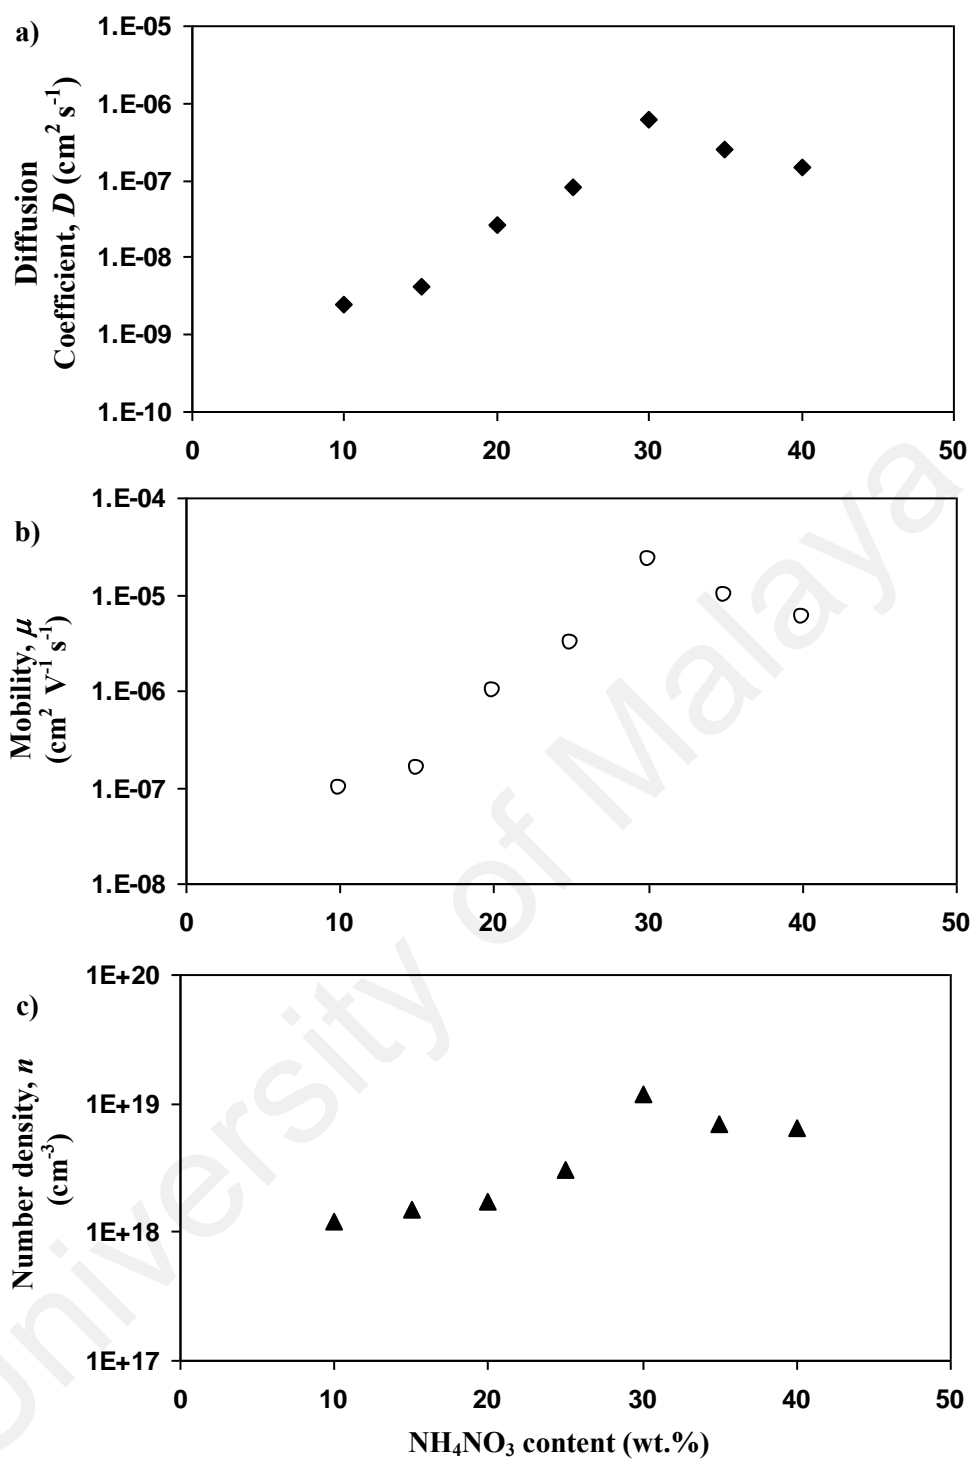 a)
Diffusion
Coefficient, D (cm² s⁻¹)
1.E-05
1.E-06
1.E-07
1.E-08
1.E-09
1.E-10
0 10 20 30 40 50
b)
Mobility, μ
(cm² V⁻¹ s⁻¹)
1.E-04
1.E-05
1.E-06
1.E-07
1.E-08
0 10 20 30 40 50
c)
Number density, n
(cm⁻³)
1E+20
1E+19
1E+18
1E+17
0 10 20 30 40 50
NH₄NO₃ content (wt.%)
University of Malaya